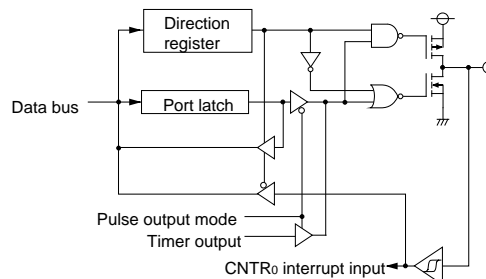 Direction
register
Data bus
Port latch
Pulse output mode
Timer output
CNTR0 interrupt input